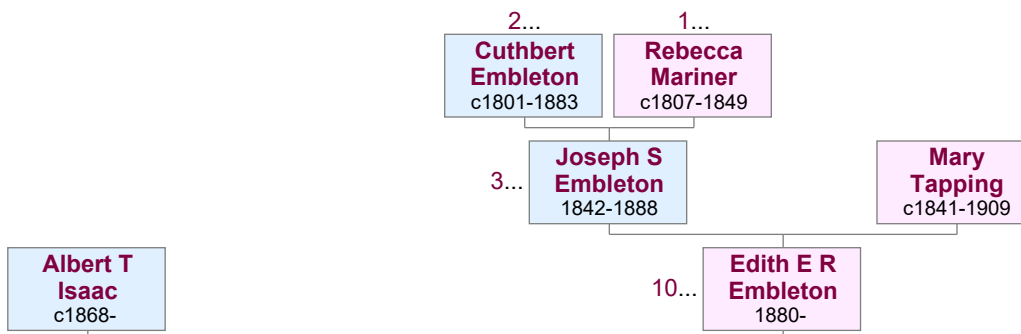 2... 1...
Cuthbert
Embleton
c1801-1883
Rebecca
Mariner
c1807-1849
3...
Joseph S
Embleton
1842-1888
Mary
Tapping
c1841-1909
Albert T
Isaac
c1868-
10...
Edith E R
Embleton
1880-